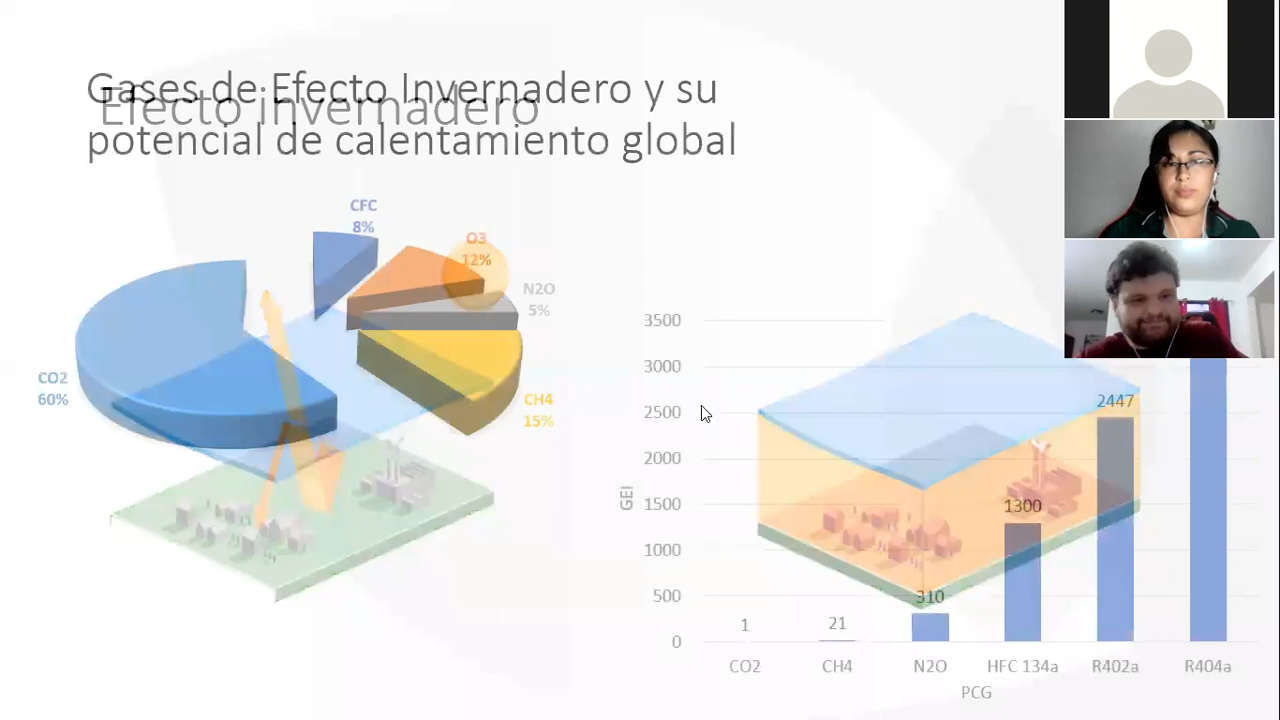 Gases de Efecto Invernadero y su
potencial de calentamiento global
Efecto invernadero
CFC
8%
O3
12%
N2O
5%
CO2
60%
CH4
15%
3500
3000
2500
2000
1500
1000
500
0
GEI
1
21
310
1300
2447
CO2
CH4
N2O
HFC 134a
R402a
R404a
PCG